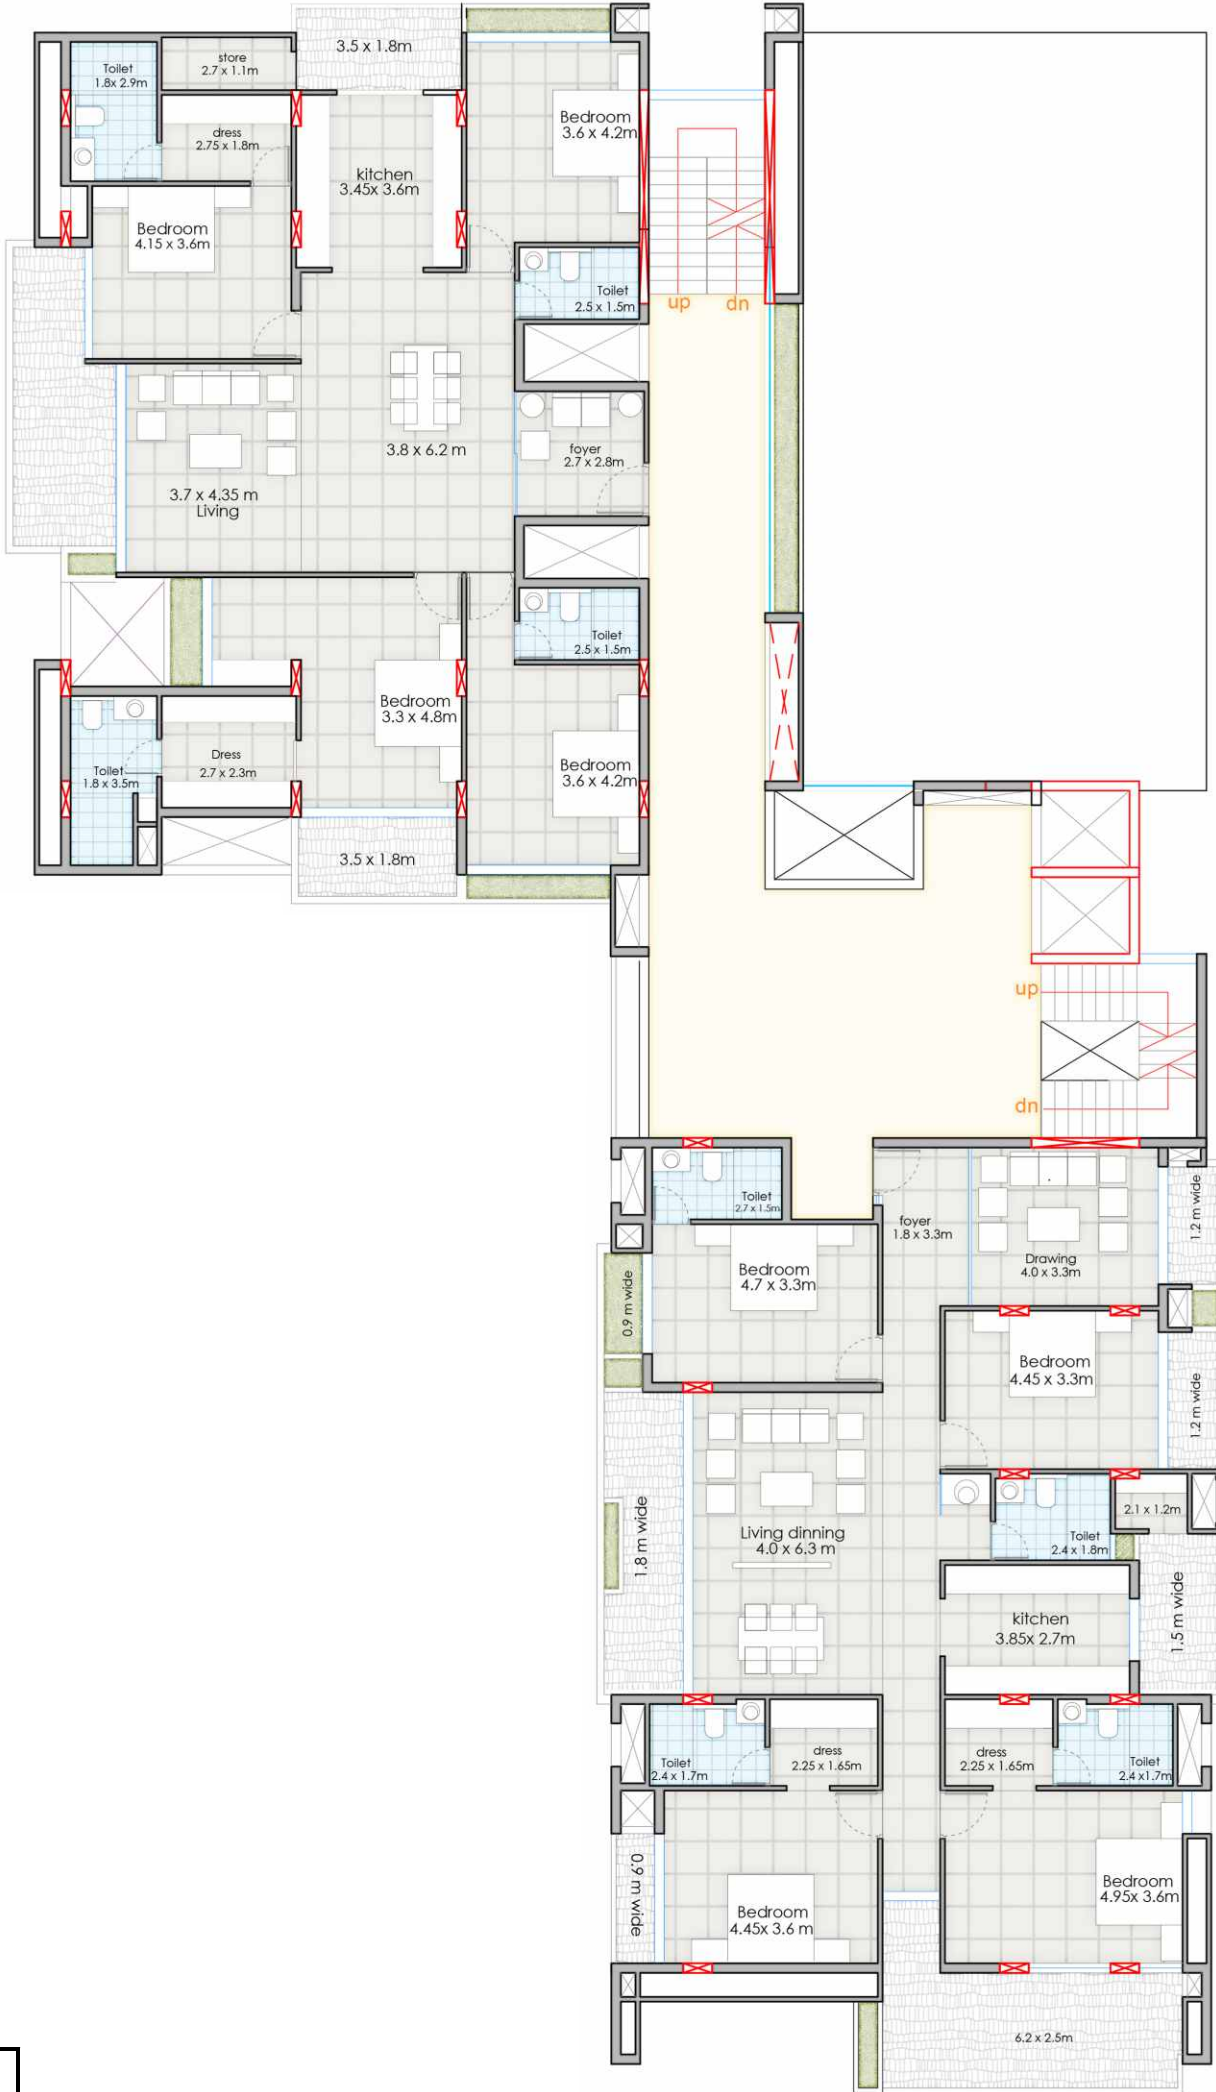 3.5 x 1.8m
store
2.7 x 1.1m
Toilet
1.8x 2.9m
dress
2.75 x 1.8m
Bedroom
3.6 x 4.2m
kitchen
3.45x 3.6m
Bedroom
4.15 x 3.6m
Toilet
2.5 x 1.5m
up
dn
3.8 x 6.2 m
foyer
2.7 x 2.8m
3.7 x 4.35 m
Living
Toilet
2.5 x 1.5m
Bedroom
3.3 x 4.8m
Dress
2.7 x 2.3m
Toilet
1.8 x 3.5m
Bedroom
3.6 x 4.2m
3.5 x 1.8m
up
dn
Toilet
2.7 x 1.5m
foyer
1.8 x 3.3m
Drawing
4.0 x 3.3m
1.2 m wide
Bedroom
4.7 x 3.3m
0.9 m wide
Bedroom
4.45 x 3.3m
1.2 m wide
2.1 x 1.2m
Toilet
2.4 x 1.8m
Living dinning
4.0 x 6.3 m
1.8 m wide
kitchen
3.85x 2.7m
1.5 m wide
Toilet
2.4 x 1.7m
dress
2.25 x 1.65m
dress
2.25 x 1.65m
Toilet
2.4 x1.7m
0.9 m wide
Bedroom
4.45x 3.6 m
Bedroom
4.95x 3.6m
6.2 x 2.5m